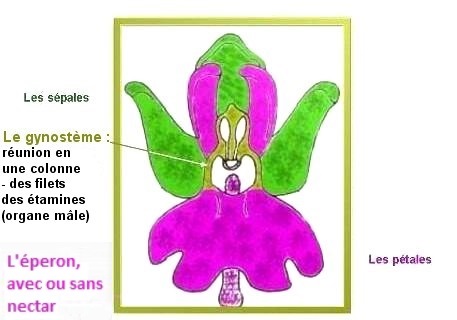 Les sépales
Le gynostème :
réunion en
une colonne
- des filets
des étamines
(organe mâle)
L'éperon,
avec ou sans
nectar
Les pétales